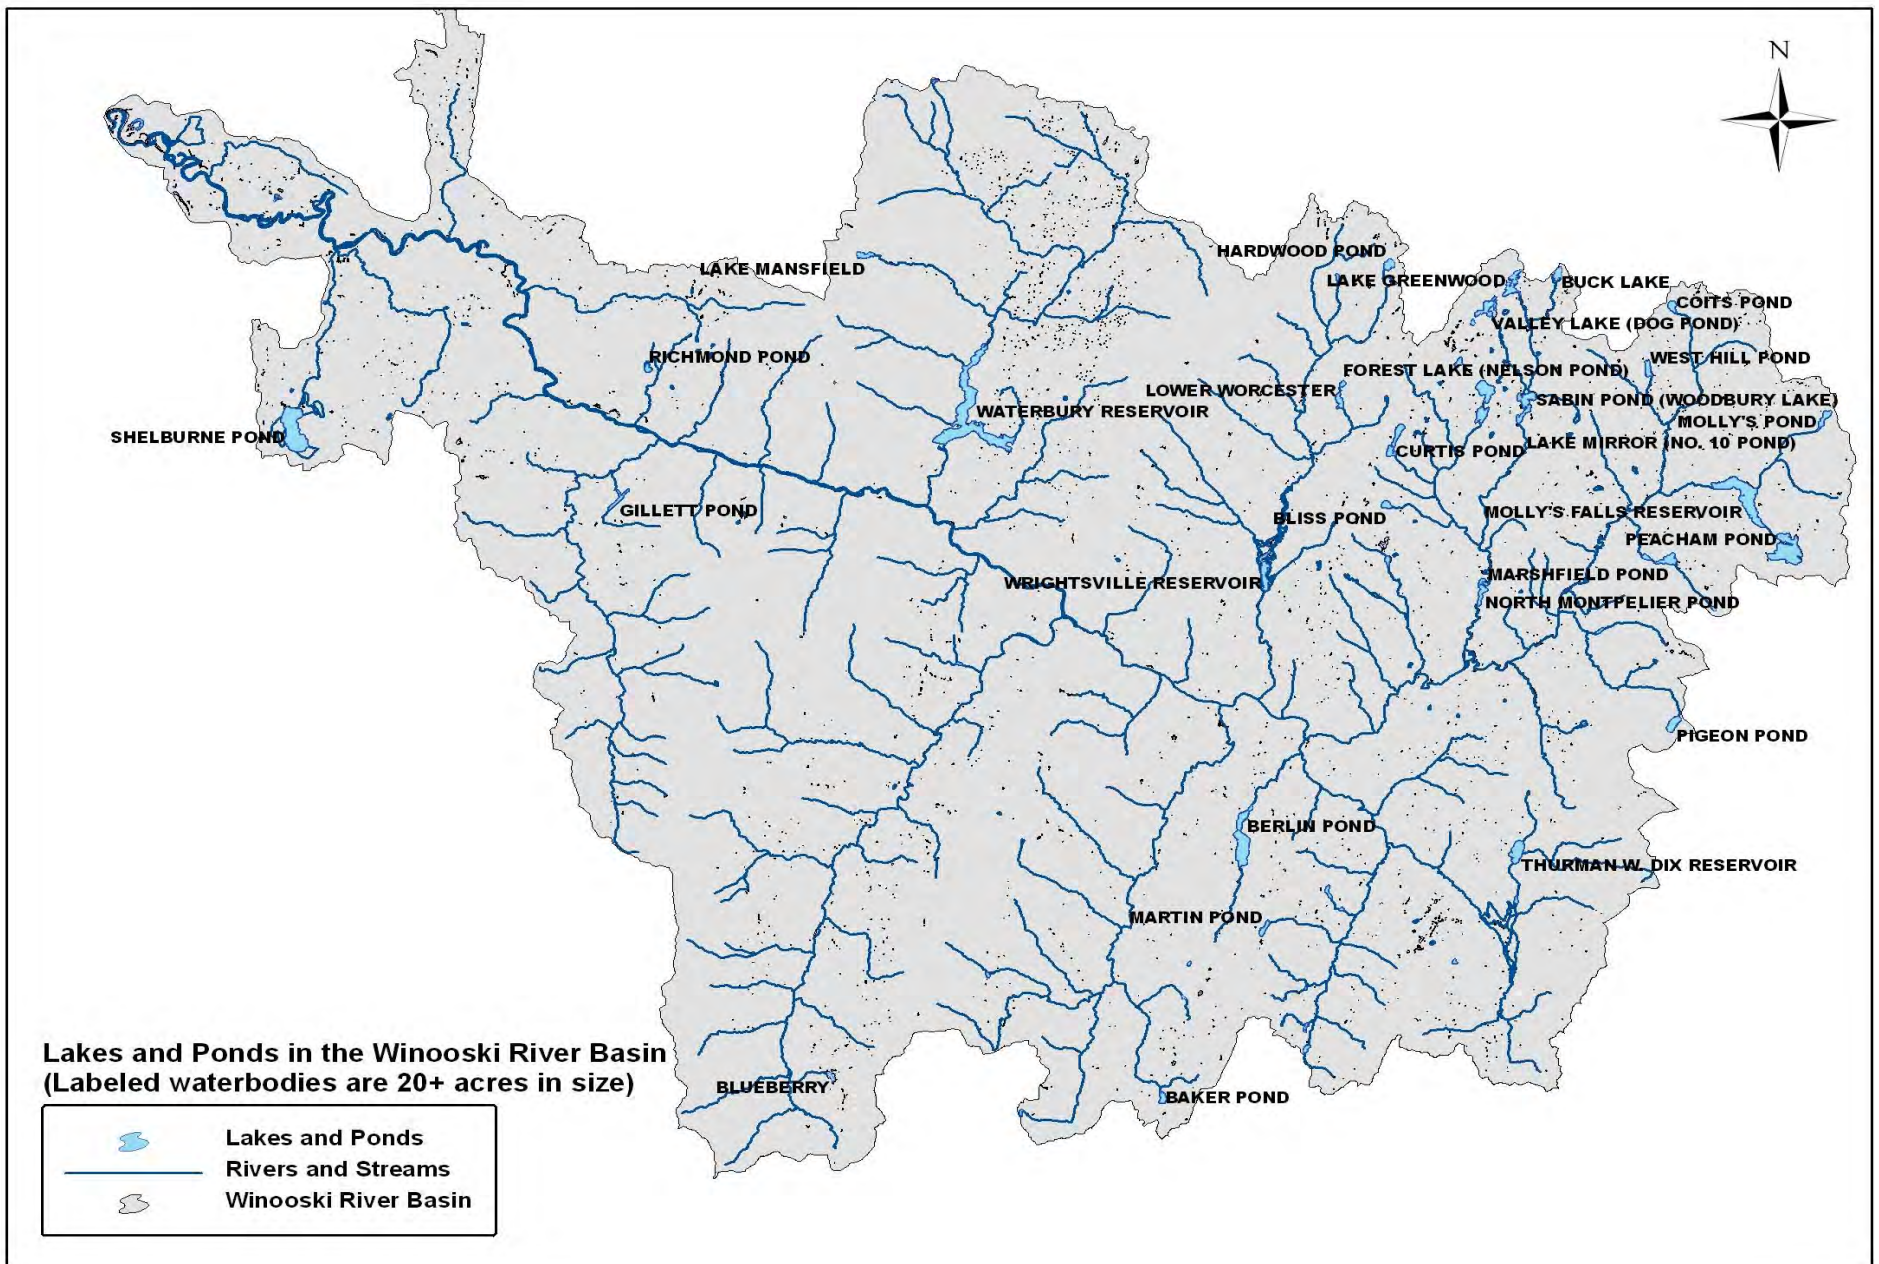 N
HARDWOOD POND
LAKE MANSFIELD
LAKE GREENWOOD
BUCK LAKE
COITS POND
VALLEY LAKE (DOG POND)
RICHMOND POND
WEST HILL POND
FOREST LAKE (NELSON POND)
LOWER WORCESTER
SABIN POND (WOODBURY LAKE)
WATERBURY RESERVOIR
MOLLY'S POND
SHELBURNE POND
LAKE MIRROR (NO. 10 POND)
CURTIS POND
GILLETT POND
MOLLY'S FALLS RESERVOIR
BLISS POND
PEACHAM POND
MARSHFIELD POND
WRIGHTSVILLE RESERVOIR
NORTH MONTPELIER POND
PIGEON POND
BERLIN POND
THURMAN W. DIX RESERVOIR
MARTIN POND
BLUEBERRY
BAKER POND
Lakes and Ponds in the Winooski River Basin
(Labeled waterbodies are 20+ acres in size)
Lakes and Ponds
Rivers and Streams
Winooski River Basin